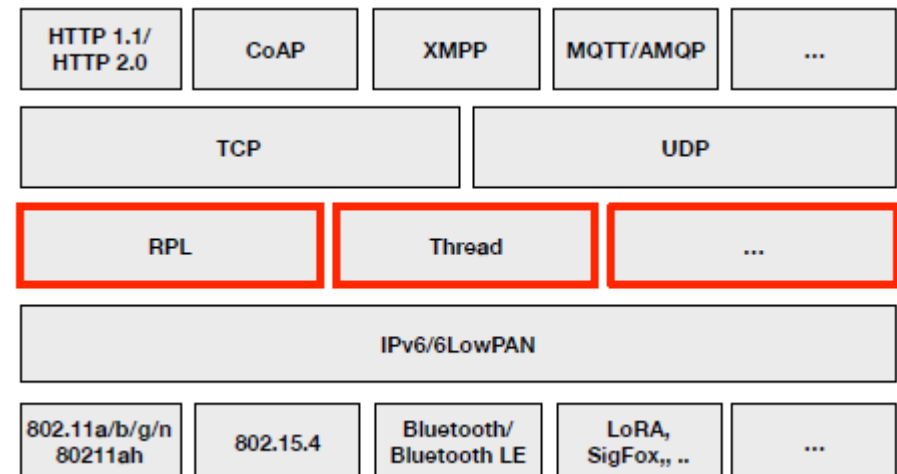 HTTP 1.1/
HTTP 2.0
CoAP
XMPP
MQTT/AMQP
...
TCP
UDP
RPL
Thread
...
IPv6/6LowPAN
802.11a/b/g/n
80211ah
802.15.4
Bluetooth/
Bluetooth LE
LoRA,
SigFox,, ..
...